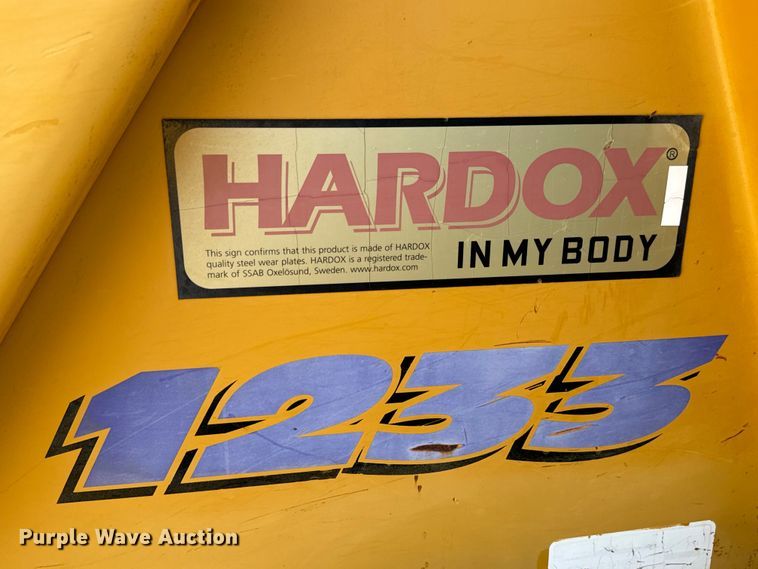 HARDOX®
This sign confirms that this product is made of HARDOX
quality steel wear plates. HARDOX is a registered trade-
mark of SSAB Oxelösund, Sweden. www.hardox.com
IN MY BODY
1233
Purple Wave Auction